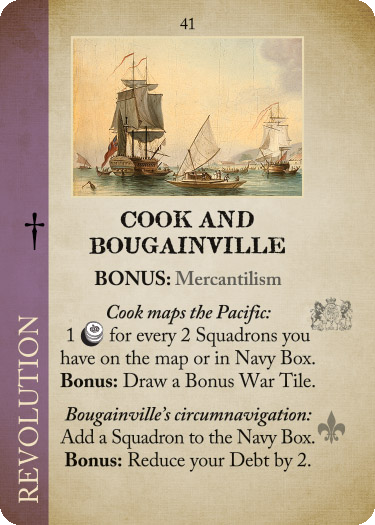 41
COOK AND
BOUGAINVILLE
BONUS: Mercantilism
Cook maps the Pacific:
1 for every 2 Squadrons you
have on the map or in Navy Box.
Bonus: Draw a Bonus War Tile.
Bougainville's circumnavigation:
Add a Squadron to the Navy Box.
Bonus: Reduce your Debt by 2.
REVOLUTION